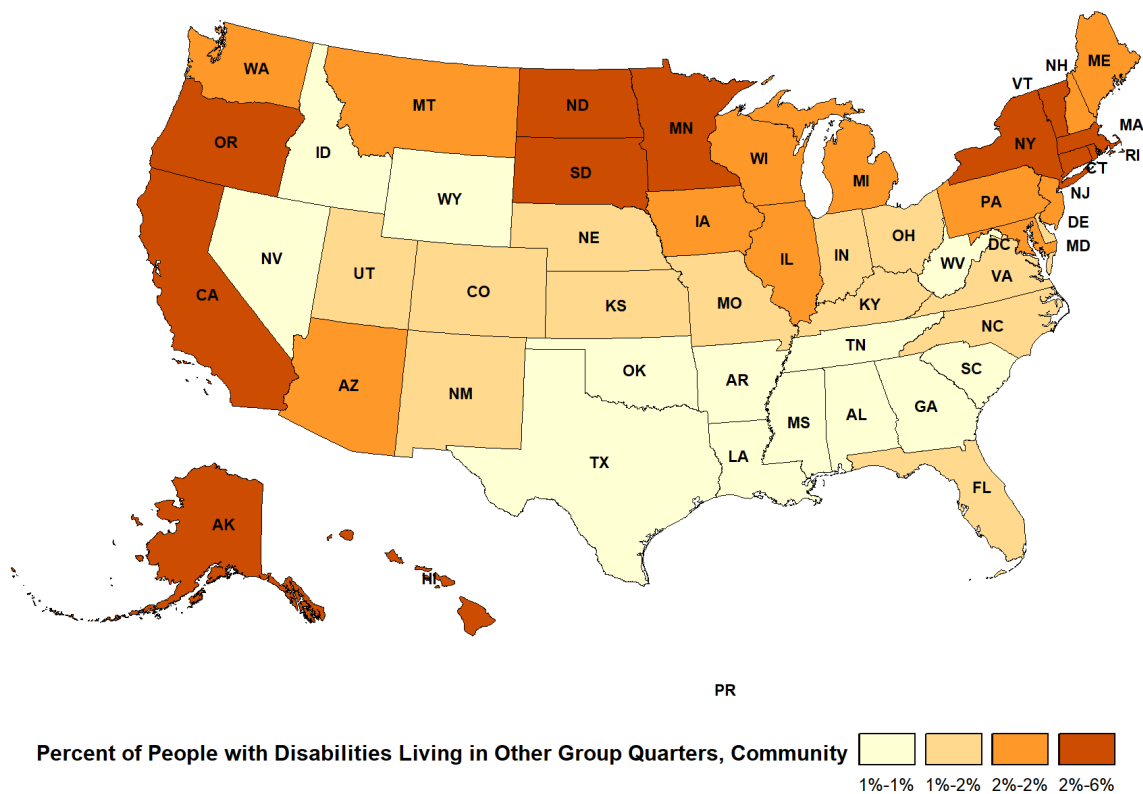 WA
MT
ND
MN
VT
NH
ME
OR
ID
WY
SD
WI
MI
NY
MA
RI
CT
NV
UT
CO
NE
IA
IL
IN
OH
PA
NJ
DE
MD
DC
WV
VA
CA
AZ
NM
KS
MO
KY
NC
TN
SC
OK
AR
MS
AL
GA
TX
LA
FL
AK
HI
PR
Percent of People with Disabilities Living in Other Group Quarters, Community
1%-1% 1%-2% 2%-2% 2%-6%